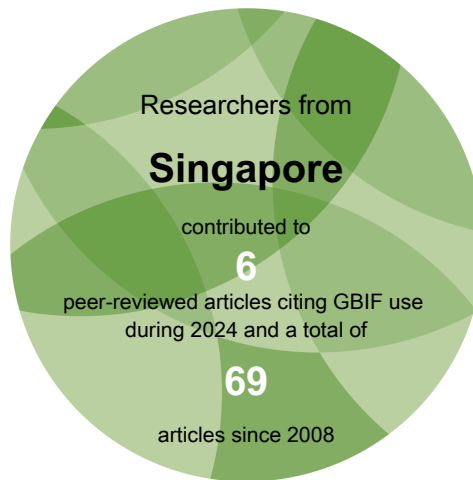 Researchers from
Singapore
contributed to
6
peer-reviewed articles citing GBIF use
during 2024 and a total of
69
articles since 2008